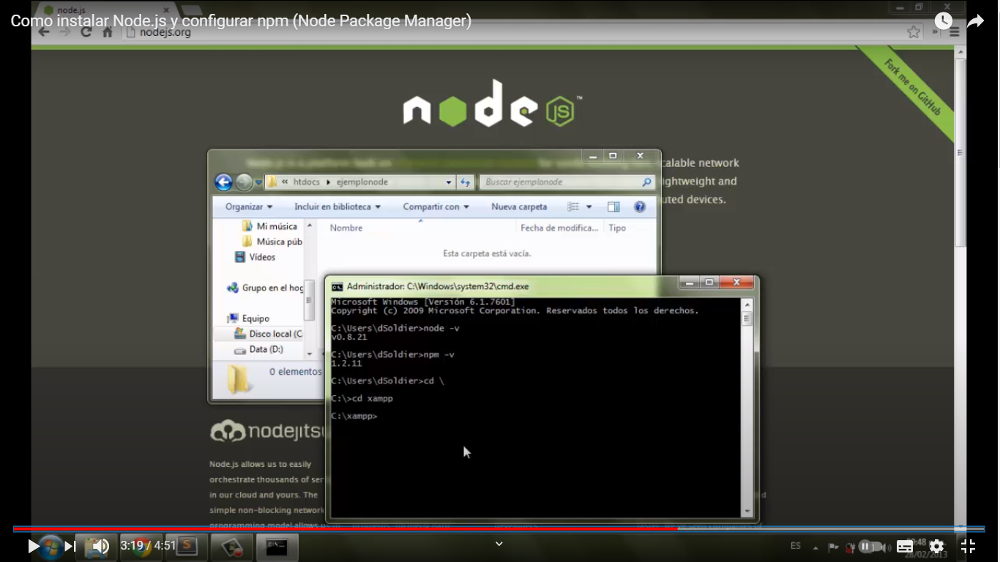 node.js
Como instalar Node.js y configurar npm (Node Package Manager)
nodejs.org
Fork me on GitHub
node JS™
calable network
ightweight and
uted devices.
« htdocs ▸ ejemplonode
Buscar ejemplonode
Organizar
Incluir en biblioteca
Compartir con
Nueva carpeta
Mi música
Música púb
Vídeos
Grupo en el hog
Equipo
Disco local (C
Data (D:)
Nombre
Fecha de modifica...
Tipo
Esta carpeta está vacía.
0 elementos
Administrador: C:\Windows\system32\cmd.exe
Microsoft Windows [Versión 6.1.7601]
Copyright (c) 2009 Microsoft Corporation. Reservados todos los derechos.
C:\Users\dSoldier>node -v
v0.8.21
C:\Users\dSoldier>npm -v
1.2.11
C:\Users\dSoldier>cd \
C:\>cd xampp
C:\xampp>
nodejitsu
Node.js allows us to easily
orchestrate thousands of ser
in our cloud and yours. The
simple non-blocking network
programming model allows us
3:19 / 4:51
ES
28/02/2013